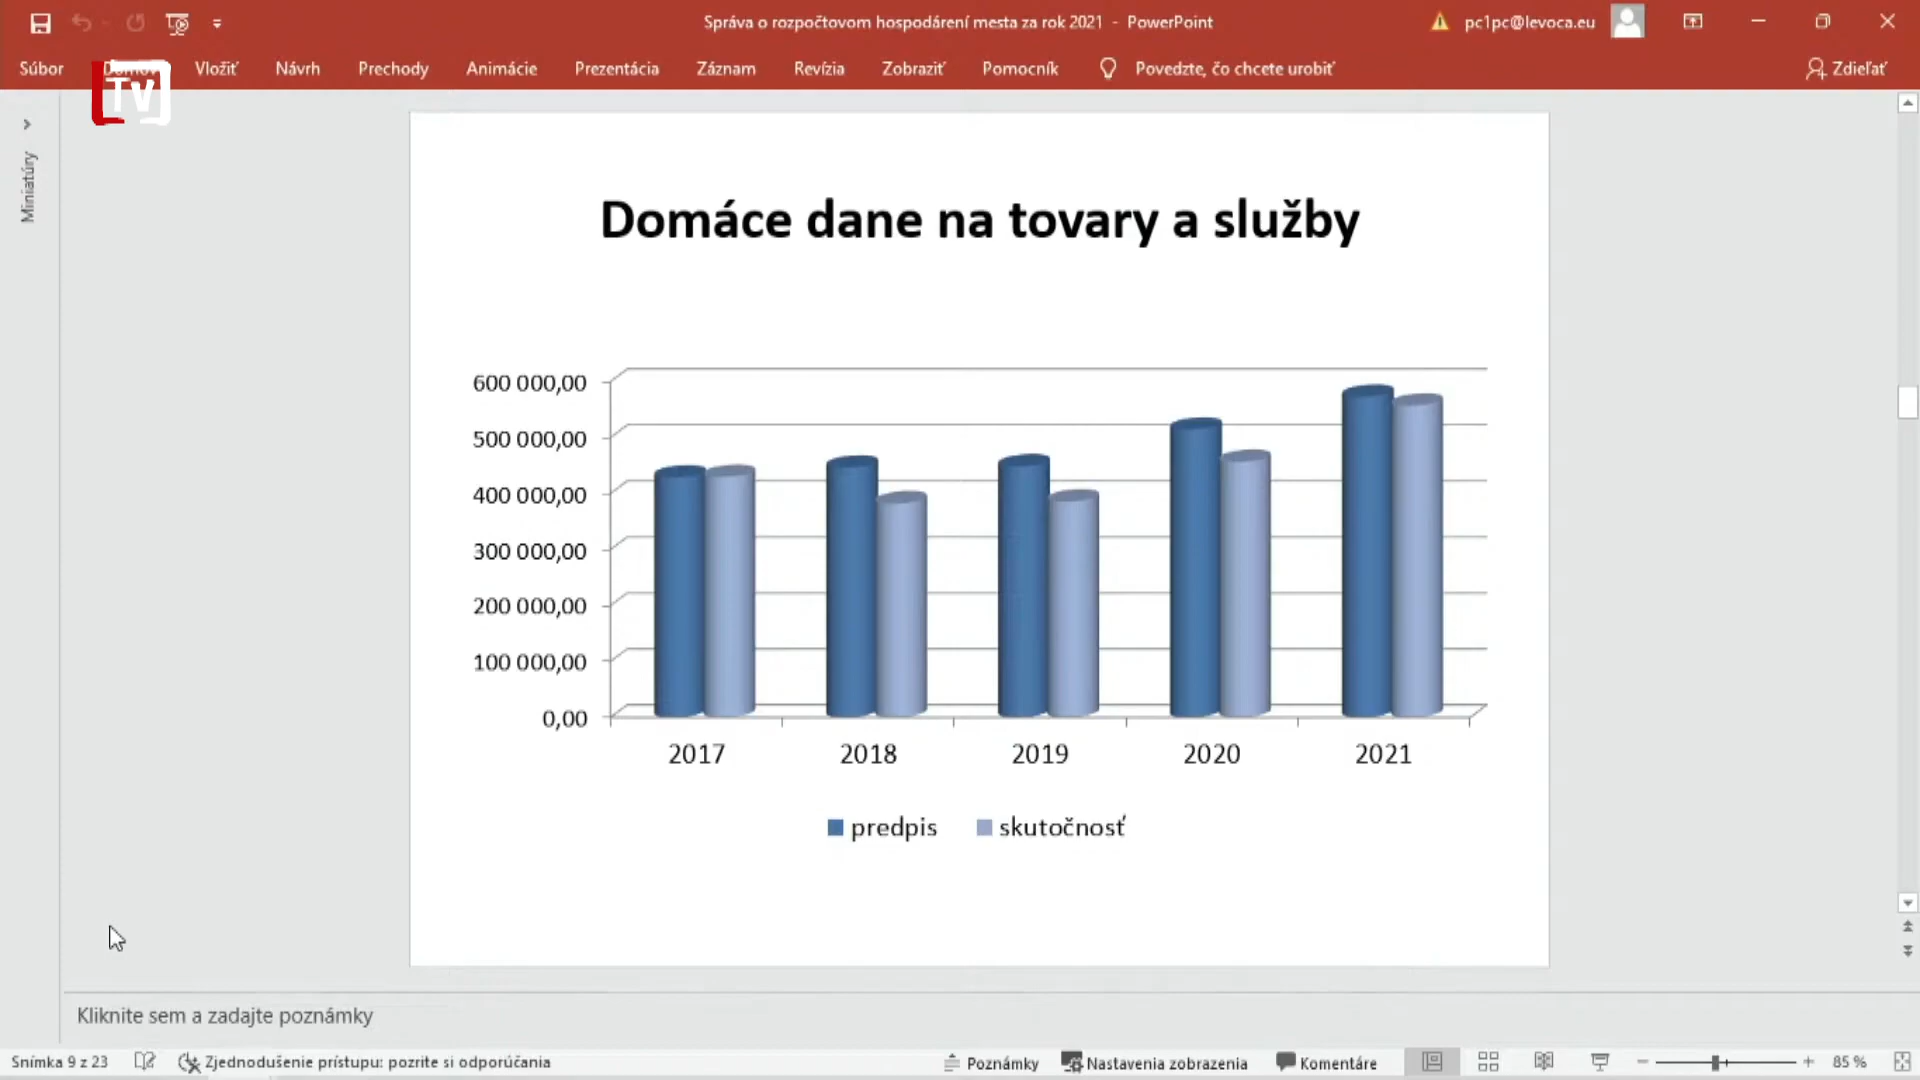 Správa o rozpočtovom hospodárení mesta za rok 2021 - PowerPoint
pc1pc@levoca.eu
Súbor Domov Vložiť Návrh Prechody Animácie Prezentácia Záznam Revízia Zobraziť Pomocník Povedzte, čo chcete urobiť Zdieľať
TV
Miniatúry
Domáce dane na tovary a služby
600 000,00
500 000,00
400 000,00
300 000,00
200 000,00
100 000,00
0,00
2017 2018 2019 2020 2021
predpis skutočnosť
Kliknite sem a zadajte poznámky
Snímka 9 z 23 Zjednodušenie prístupu: pozrite si odporúčania Poznámky Nastavenia zobrazenia Komentáre 85 %